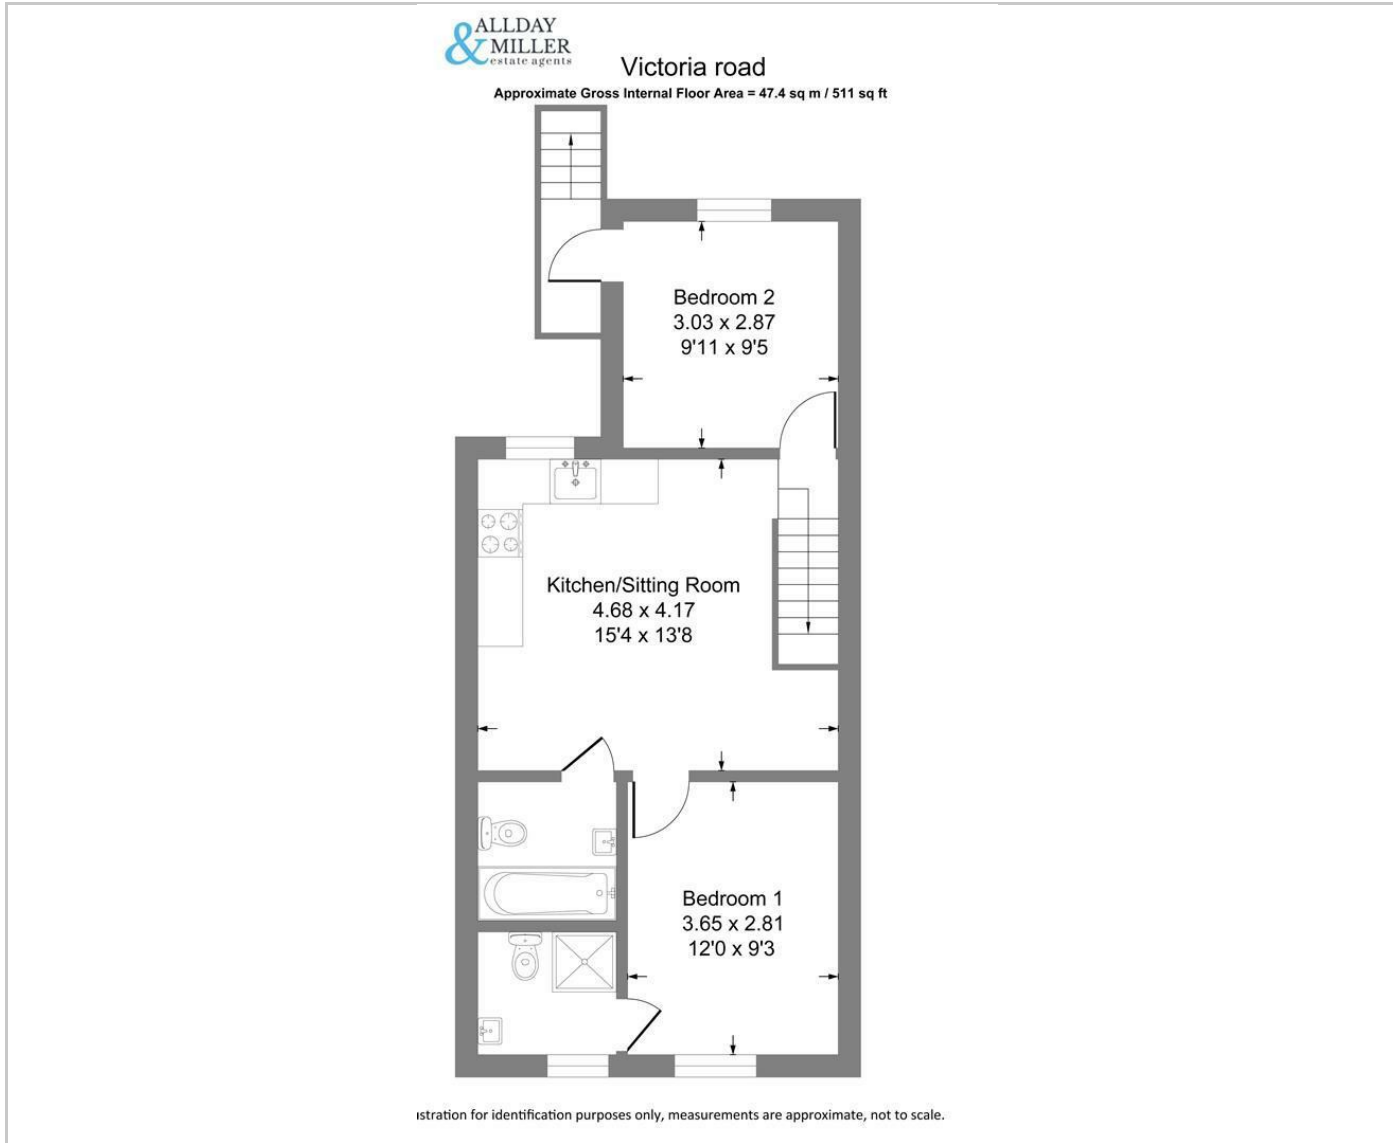 ALLDAY
& MILLER
estate agents
Victoria road
Approximate Gross Internal Floor Area = 47.4 sq m / 511 sq ft
Bedroom 2
3.03 x 2.87
9'11 x 9'5
Kitchen/Sitting Room
4.68 x 4.17
15'4 x 13'8
Bedroom 1
3.65 x 2.81
12'0 x 9'3
ıstration for identification purposes only, measurements are approximate, not to scale.